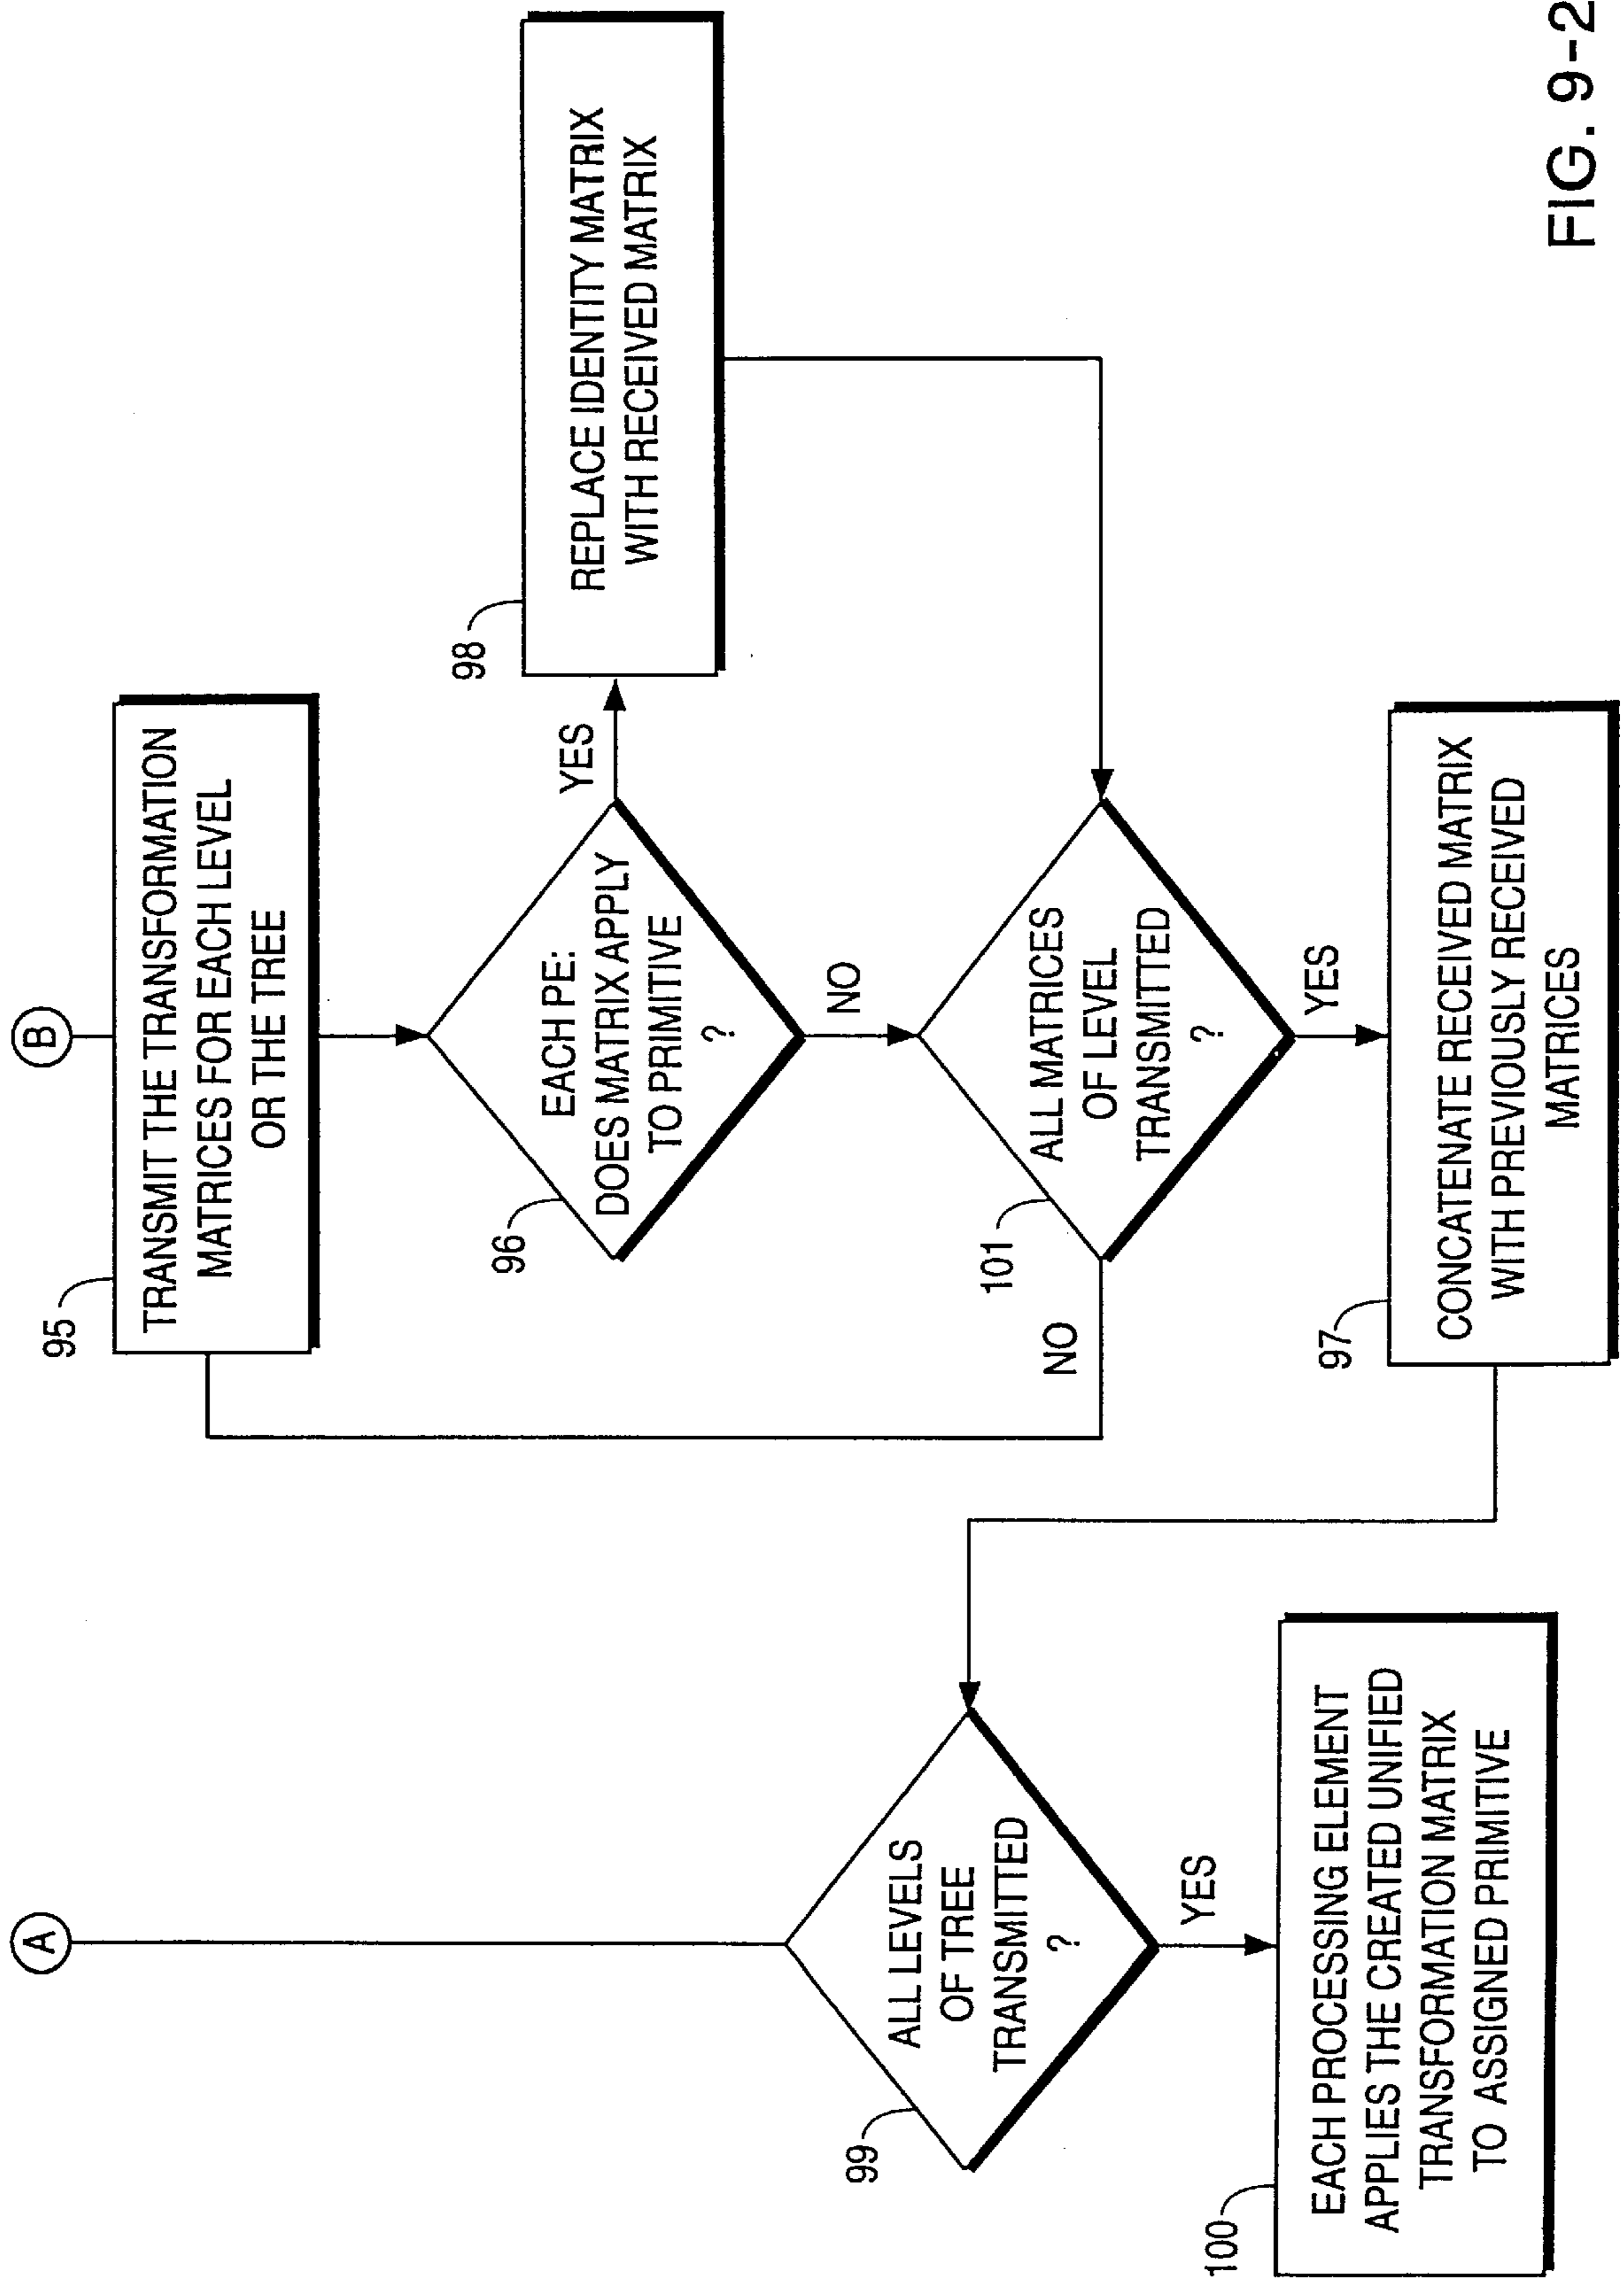 B
95
TRANSMIT THE TRANSFORMATION
MATRICES FOR EACH LEVEL
OR THE TREE
96
EACH PE:
DOES MATRIX APPLY
TO PRIMITIVE
?
YES
98
REPLACE IDENTITY MATRIX
WITH RECEIVED MATRIX
NO
101
ALL MATRICES
OF LEVEL
TRANSMITTED
?
NO
YES
97
CONCATENATE RECEIVED MATRIX
WITH PREVIOUSLY RECEIVED
MATRICES
A
99
ALL LEVELS
OF TREE
TRANSMITTED
?
YES
100
EACH PROCESSING ELEMENT
APPLIES THE CREATED UNIFIED
TRANSFORMATION MATRIX
TO ASSIGNED PRIMITIVE
FIG. 9-2